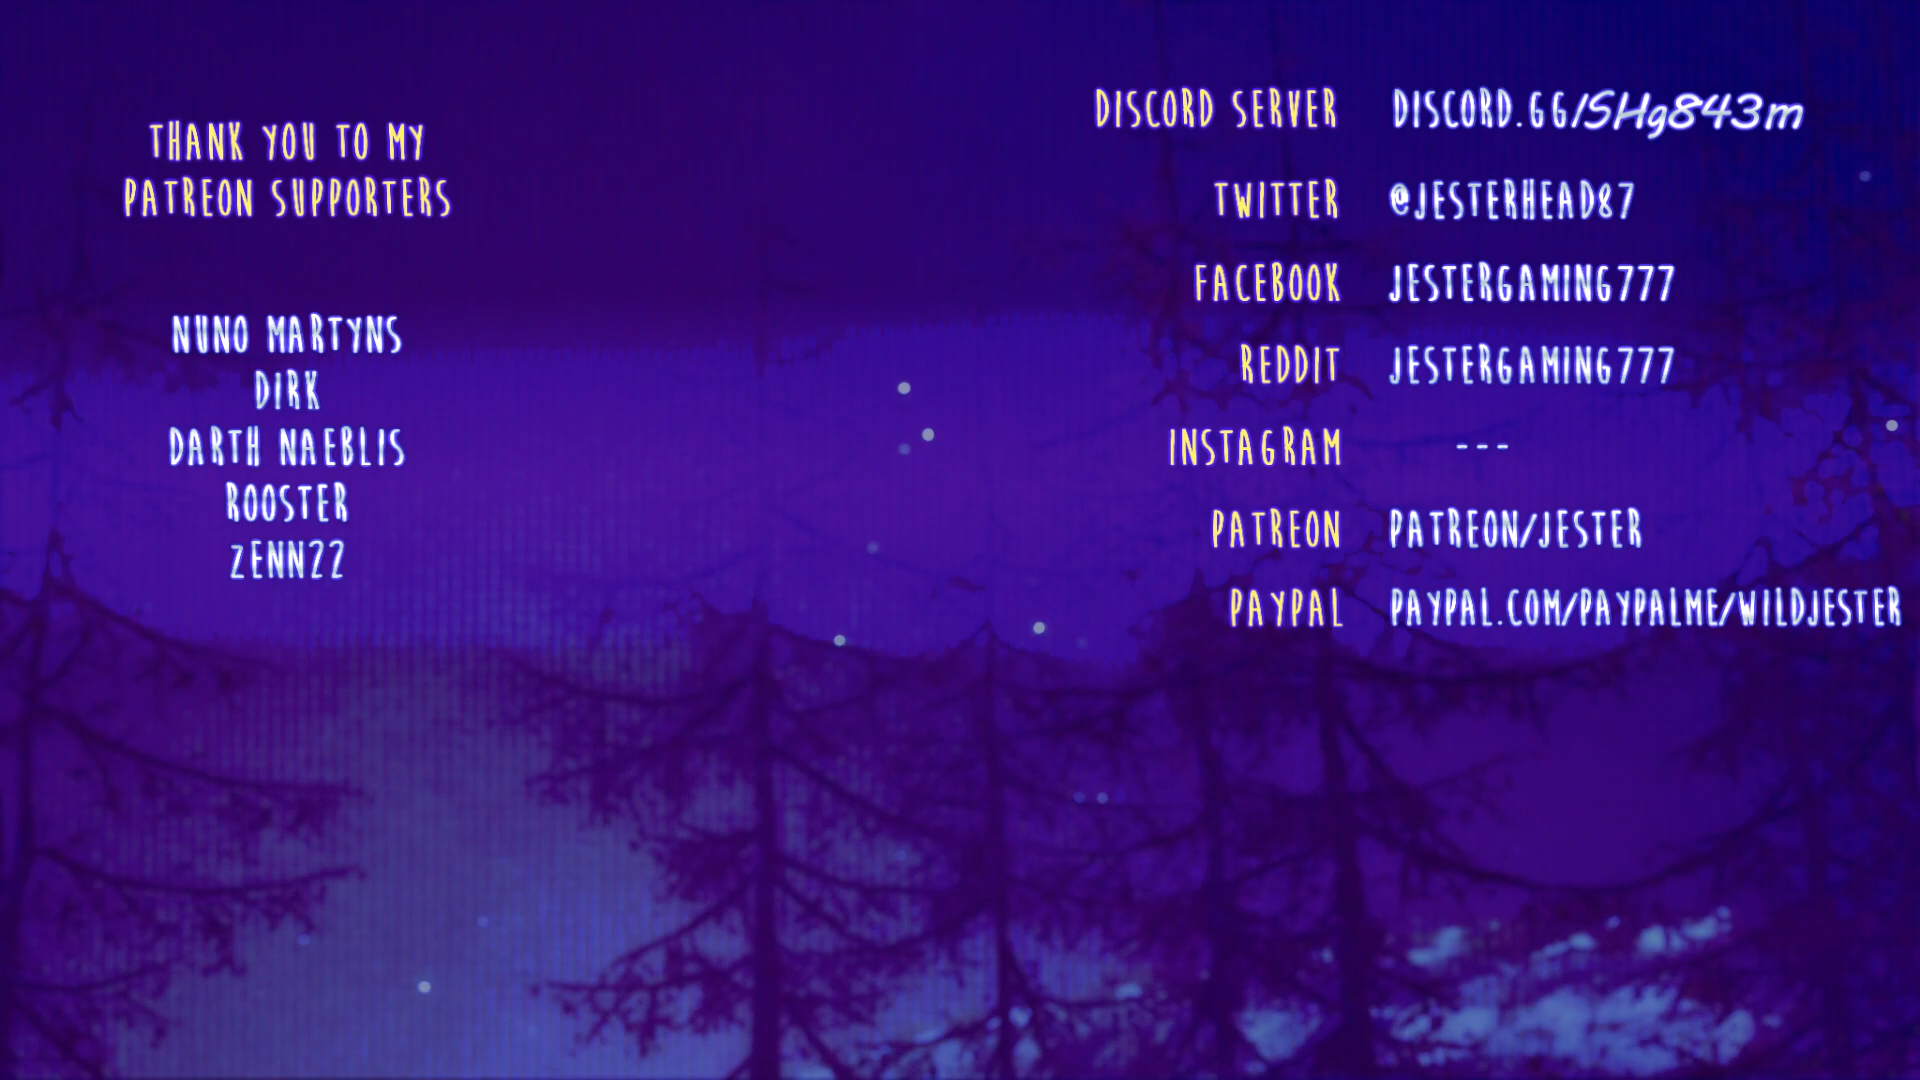 THANK YOU TO MY
PATREON SUPPORTERS
NUNO MARTYNS
DIRK
DARTH NAEBLIS
ROOSTER
ZENN22
DISCORD SERVER DISCORD.GG/SHg843m
TWITTER @JESTERHEAD87
FACEBOOK JESTERGAMING777
REDDIT JESTERGAMING777
INSTAGRAM ---
PATREON PATREON/JESTER
PAYPAL PAYPAL.COM/PAYPALME/WILDJESTER